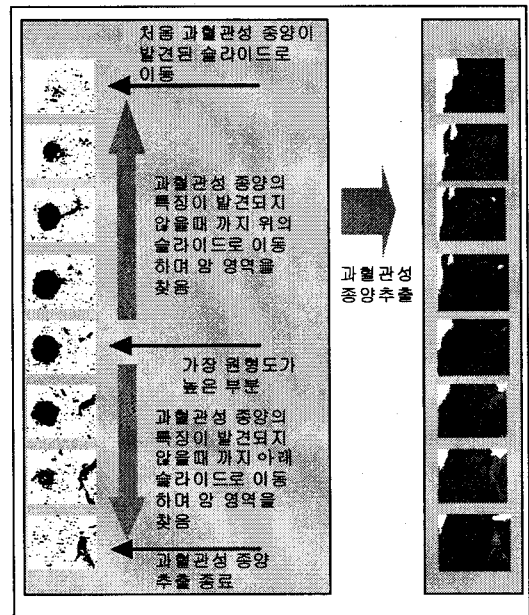 처음 과혈관성 종양이
발견된 슬라이드로
이동
과혈관성 종양의
특징이 발견되지
않을때 까지 위의
슬라이드로 이동
하며 암 영역을
찾음
과혈관성
종양추출
가장 원형도가
높은 부분
과혈관성 종양의
특징이 발견되지
않을때 까지 아래
슬라이드로 이동
하며 암 영역을
찾음
과혈관성 종양
추출 종료